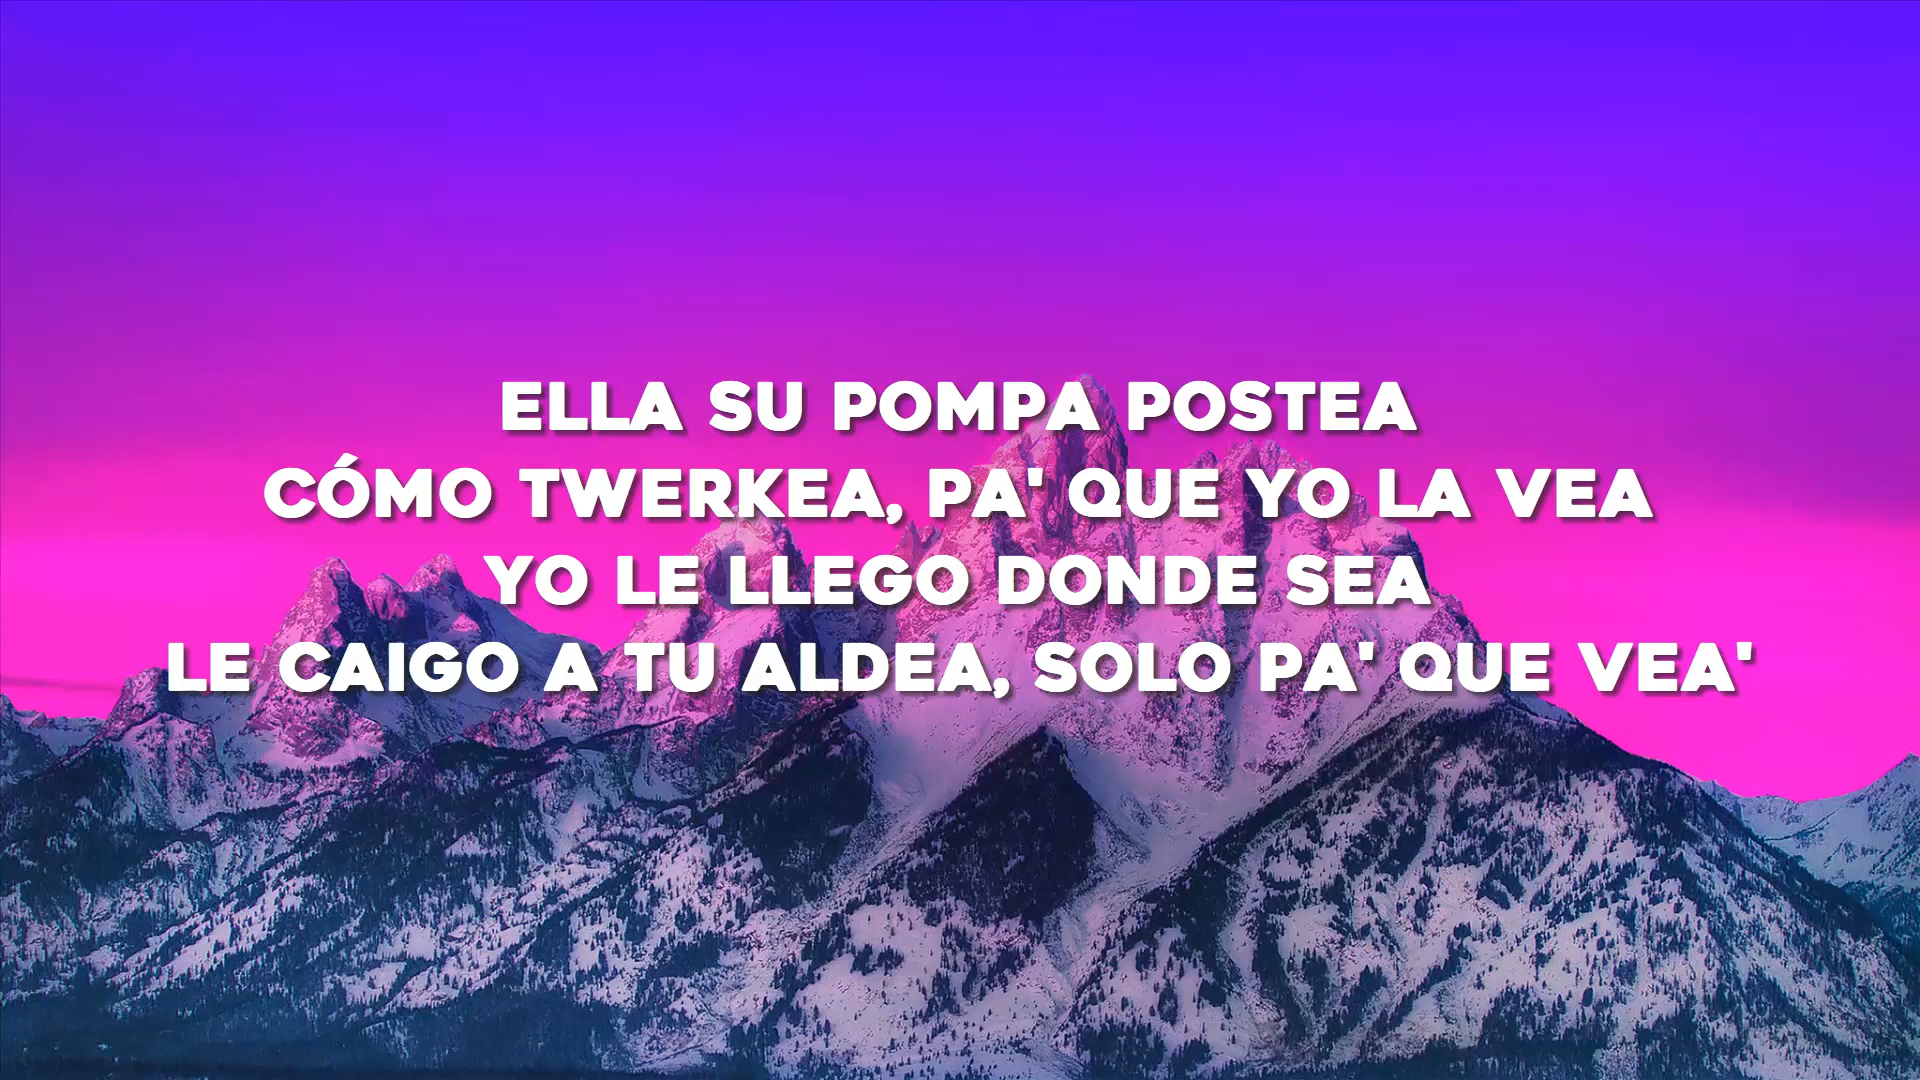 ELLA SU POMPA POSTEA
CÓMO TWERKEA, PA' QUE YO LA VEA
YO LE LLEGO DONDE SEA
LE CAIGO A TU ALDEA, SOLO PA' QUE VEA'